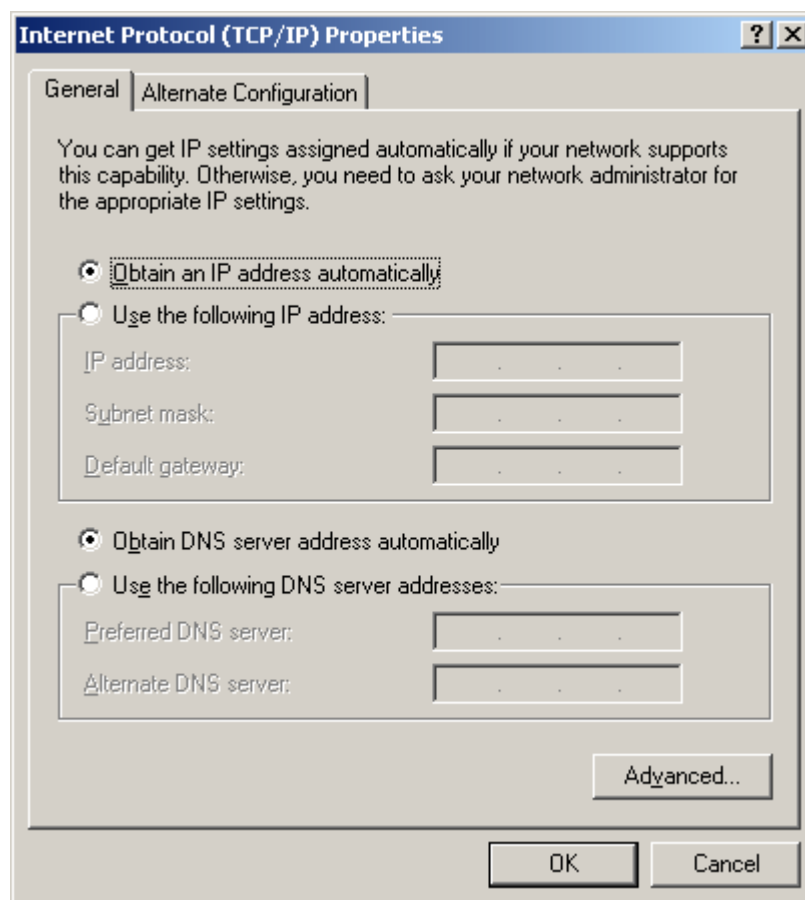 Internet Protocol (TCP/IP) Properties
General
Alternate Configuration
You can get IP settings assigned automatically if your network supports
this capability. Otherwise, you need to ask your network administrator for
the appropriate IP settings.
Obtain an IP address automatically
Use the following IP address:
IP address:
Subnet mask:
Default gateway:
Obtain DNS server address automatically
Use the following DNS server addresses:
Preferred DNS server:
Alternate DNS server:
Advanced...
OK
Cancel